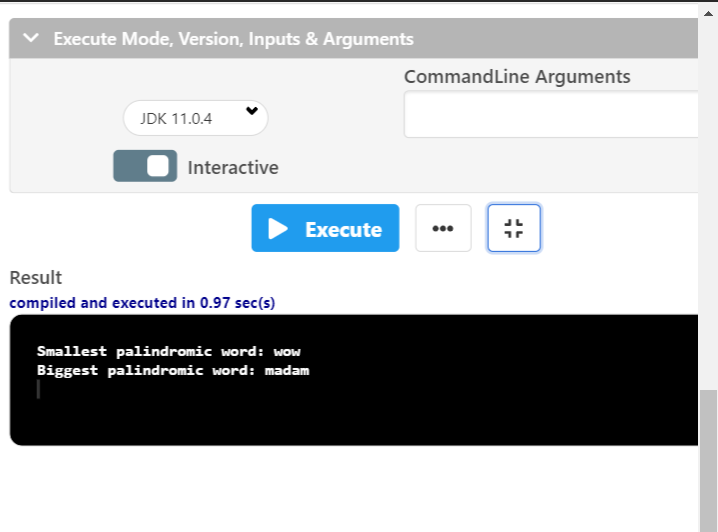 Execute Mode, Version, Inputs & Arguments
CommandLine Arguments
JDK 11.0.4
Interactive
Execute
Result
compiled and executed in 0.97 sec(s)
Smallest palindromic word: wow
Biggest palindromic word: madam